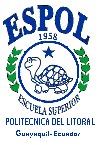 ESPOL
1958
ESCUELA SUPERIOR
POLITECNICA DEL LITORAL
Guayaquil - Ecuador